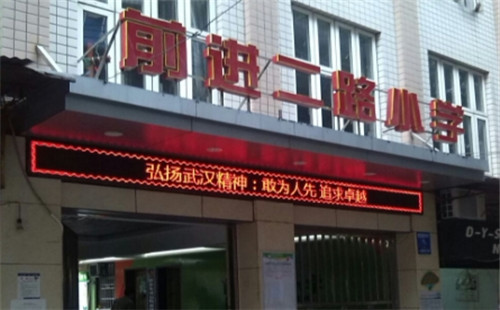 前进二路小学
弘扬武汉精神：敢为人先 追求卓越
D-Y-S